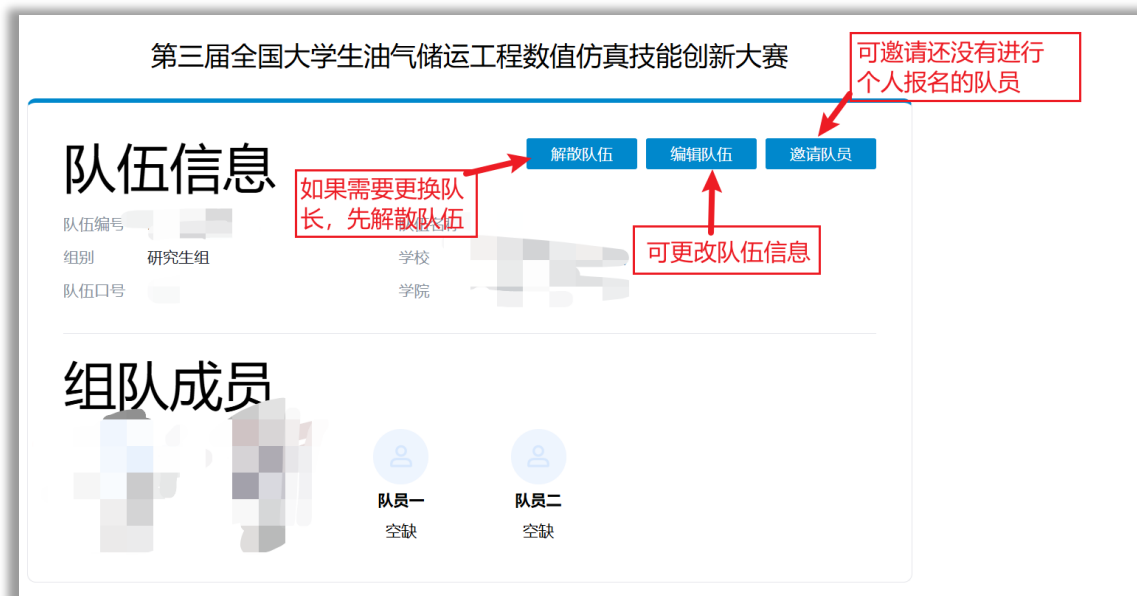 第三届全国大学生油气储运工程数值仿真技能创新大赛
可邀请还没有进行
个人报名的队员
队伍信息
解散队伍
编辑队伍
邀请队员
如果需要更换队
长，先解散队伍
队伍编号
可更改队伍信息
组别
研究生组
学校
队伍口号
学院
组队成员
队员一
队员二
空缺
空缺